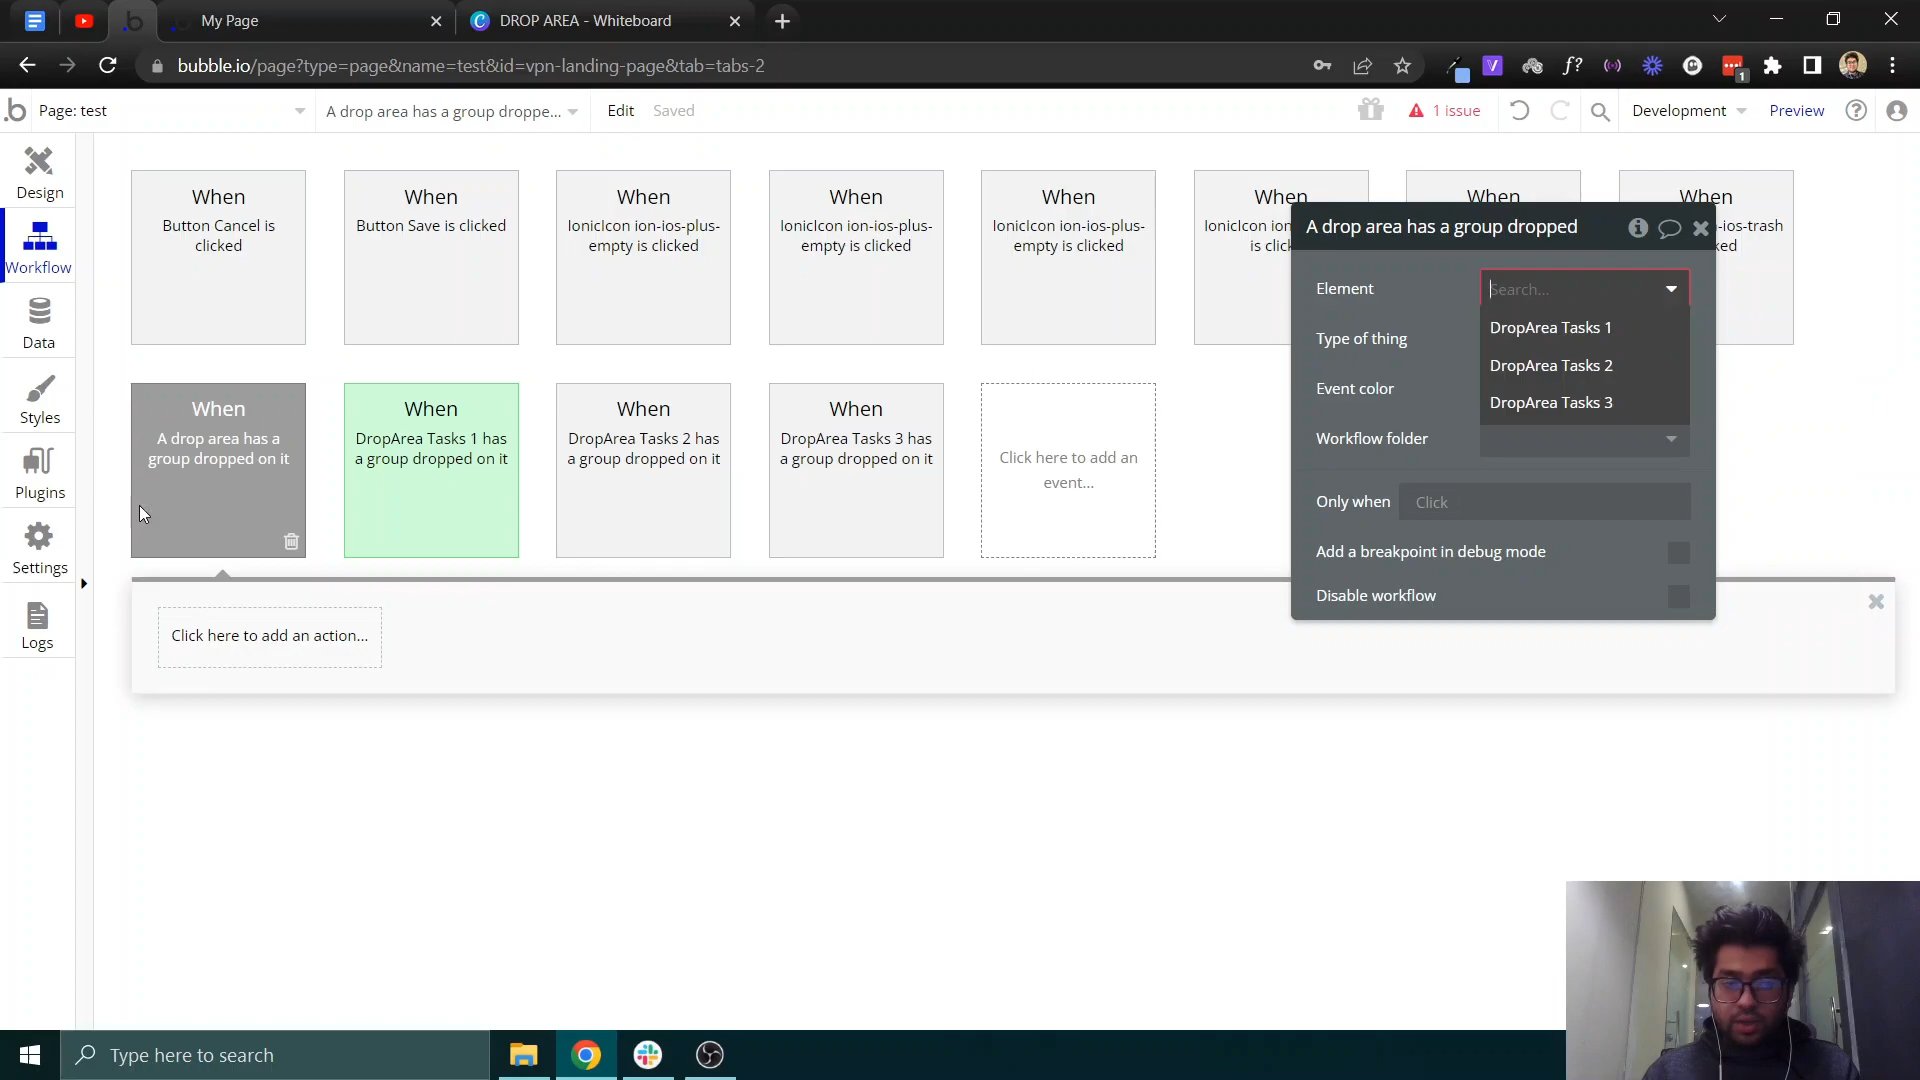 My Page
DROP AREA - Whiteboard
bubble.io/page?type=page&name=test&id=vpn-landing-page&tab=tabs-2
Page: test
A drop area has a group droppe...
Edit
Saved
1 issue
Development
Preview
Design
Workflow
Data
Styles
Plugins
Settings
Logs
When
Button Cancel is
clicked
When
Button Save is clicked
When
IonicIcon ion-ios-plus-
empty is clicked
When
IonicIcon ion-ios-plus-
empty is clicked
When
IonicIcon ion-ios-plus-
empty is clicked
When
When
When
-ios-trash
A drop area has a group dropped
Element
Search...
DropArea Tasks 1
DropArea Tasks 2
DropArea Tasks 3
Type of thing
Event color
Workflow folder
Only when
Click
Add a breakpoint in debug mode
Disable workflow
When
A drop area has a
group dropped on it
When
DropArea Tasks 1 has
a group dropped on it
When
DropArea Tasks 2 has
a group dropped on it
When
DropArea Tasks 3 has
a group dropped on it
Click here to add an
event...
Click here to add an action...
Type here to search